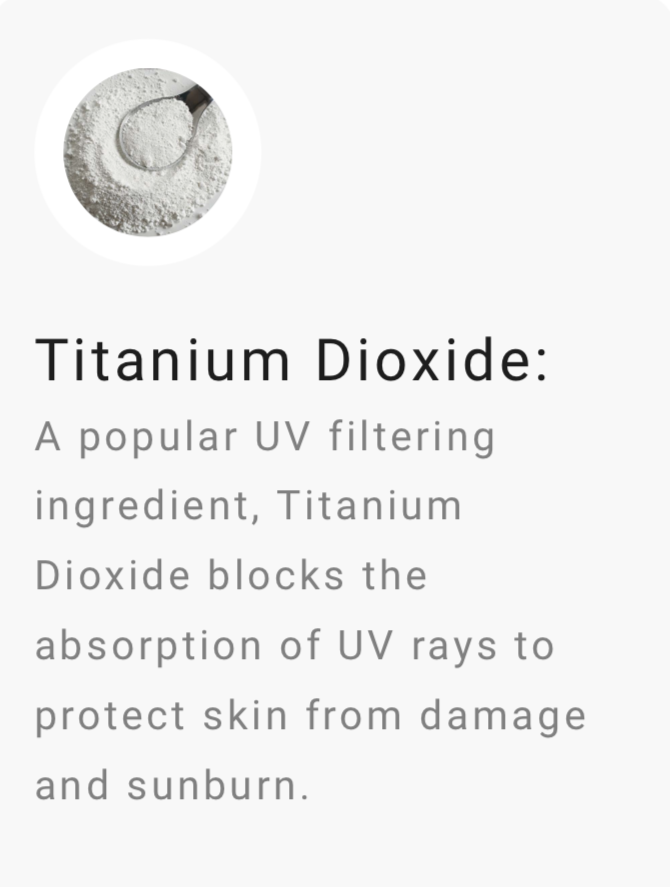 Titanium Dioxide:
A popular UV filtering
ingredient, Titanium
Dioxide blocks the
absorption of UV rays to
protect skin from damage
and sunburn.